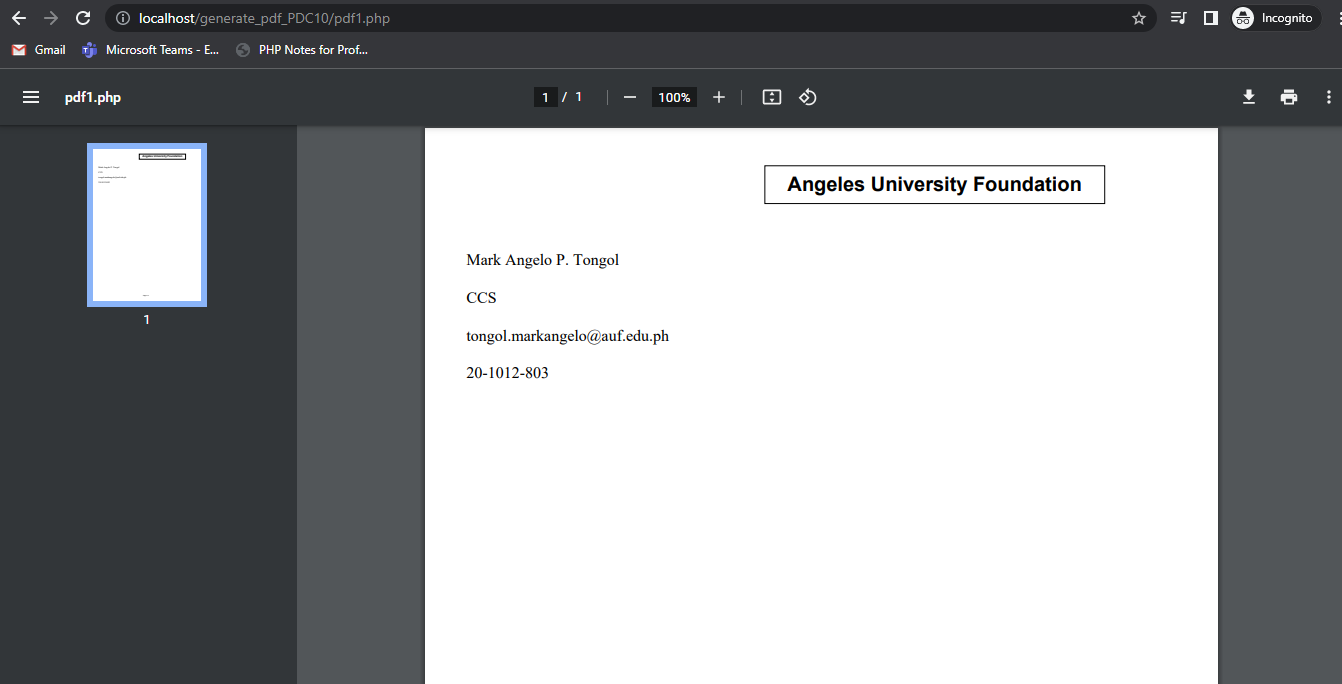 localhost/generate_pdf_PDC10/pdf1.php
Incognito
Gmail
Microsoft Teams - E...
PHP Notes for Prof...
pdf1.php
1 / 1
100%
Angeles University Foundation
Mark Angelo P. Tongol
CCS
tongol.markangelo@auf.edu.ph
20-1012-803
1